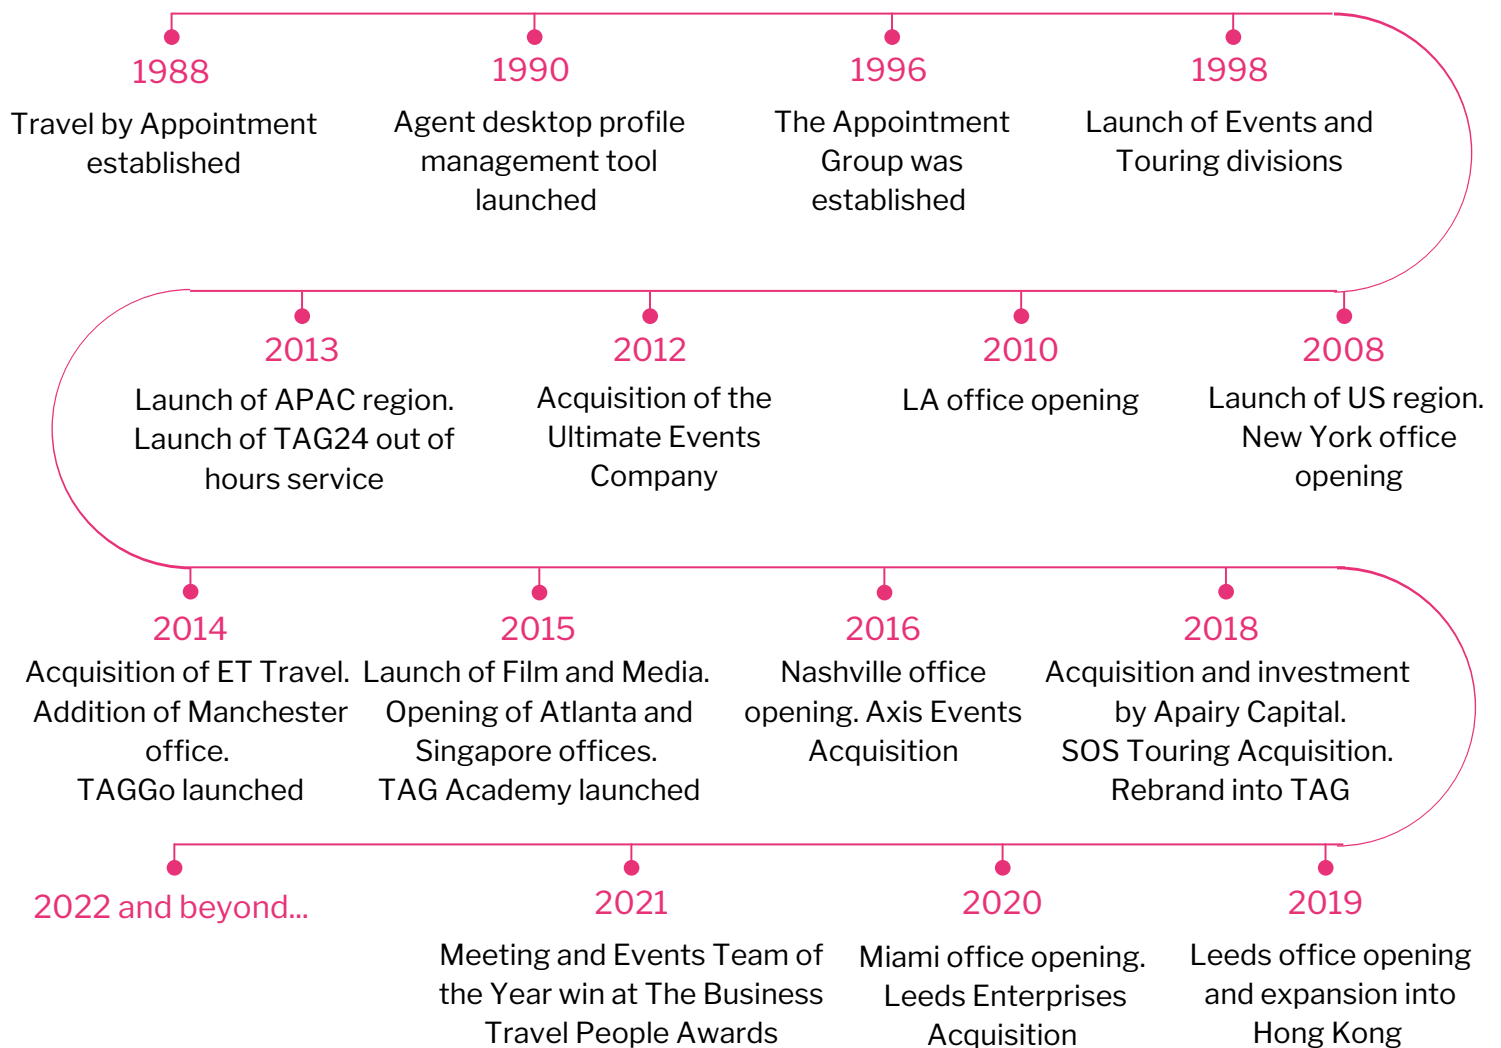 1988
Travel by Appointment
established
1990
Agent desktop profile
management tool
launched
1996
The Appointment
Group was
established
1998
Launch of Events and
Touring divisions
2008
Launch of US region.
New York office
opening
2010
LA office opening
2012
Acquisition of the
Ultimate Events
Company
2013
Launch of APAC region.
Launch of TAG24 out of
hours service
2014
Acquisition of ET Travel.
Addition of Manchester
office.
TAGGo launched
2015
Launch of Film and Media.
Opening of Atlanta and
Singapore offices.
TAG Academy launched
2016
Nashville office
opening. Axis Events
Acquisition
2018
Acquisition and investment
by Apairy Capital.
SOS Touring Acquisition.
Rebrand into TAG
2019
Leeds office opening
and expansion into
Hong Kong
2020
Miami office opening.
Leeds Enterprises
Acquisition
2021
Meeting and Events Team of
the Year win at The Business
Travel People Awards
2022 and beyond...